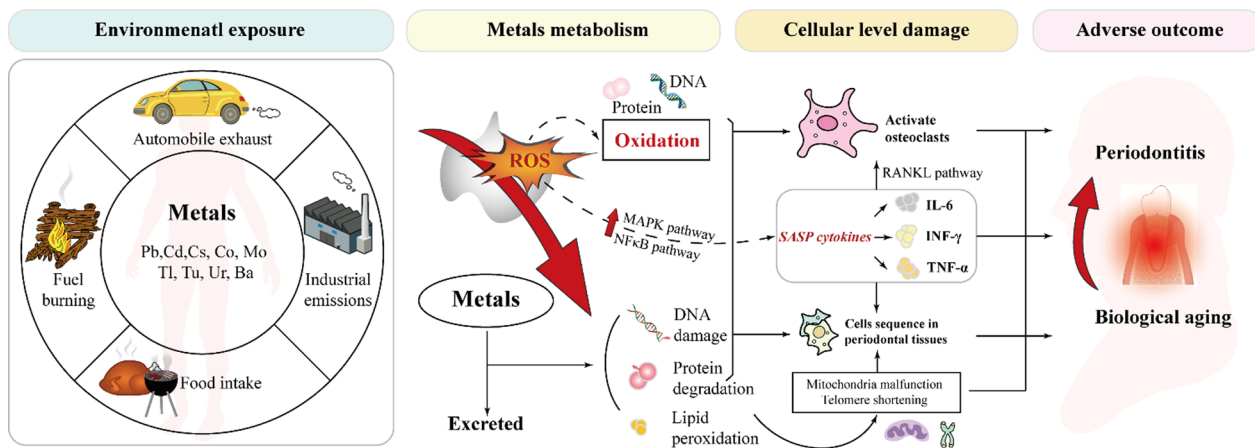 Environmenatl exposure
Metals metabolism
Cellular level damage
Adverse outcome
Automobile exhaust
Metals
Pb,Cd,Cs, Co, Mo
Tl, Tu, Ur, Ba
Fuel
burning
Industrial
emissions
Food intake
DNA
Protein
Oxidation
ROS
MAPK pathway
NFκB pathway
Metals
Excreted
DNA
damage
Protein
degradation
Lipid
peroxidation
Activate
osteoclasts
RANKL pathway
SASP cytokines
IL-6
INF-γ
TNF-α
Cells sequence in
periodontal tissues
Mitochondria malfunction
Telomere shortening
Periodontitis
Biological aging